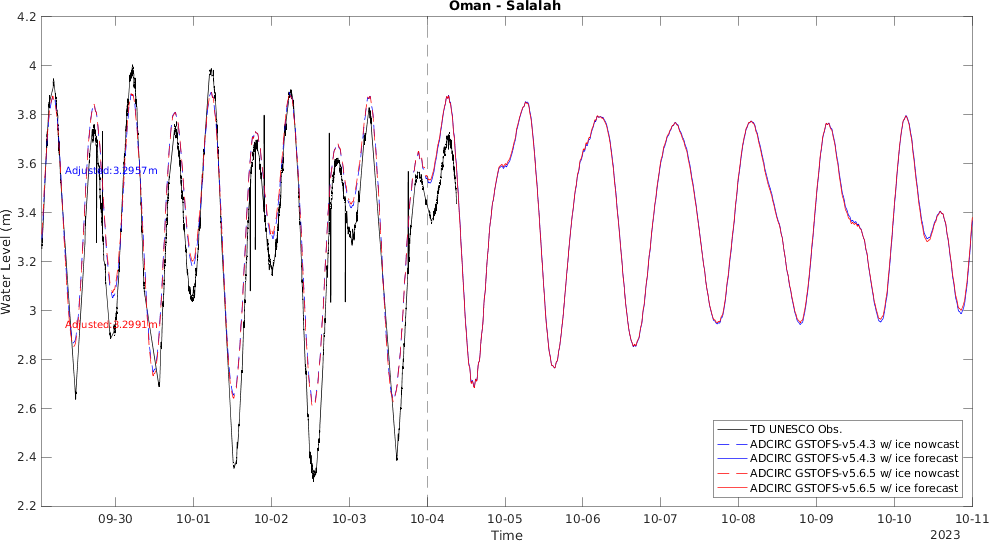 Oman - Salalah
4.2
4
3.8
3.6
3.4
3.2
3
2.8
2.6
2.4
2.2
Water Level (m)
Adjusted:3.2957m
Adjusted:3.2991m
TD UNESCO Obs.
ADCIRC GSTOFS-v5.4.3 w/ ice nowcast
ADCIRC GSTOFS-v5.4.3 w/ ice forecast
ADCIRC GSTOFS-v5.6.5 w/ ice nowcast
ADCIRC GSTOFS-v5.6.5 w/ ice forecast
09-30 10-01 10-02 10-03 10-04 10-05 10-06 10-07 10-08 10-09 10-10 10-11
Time
2023